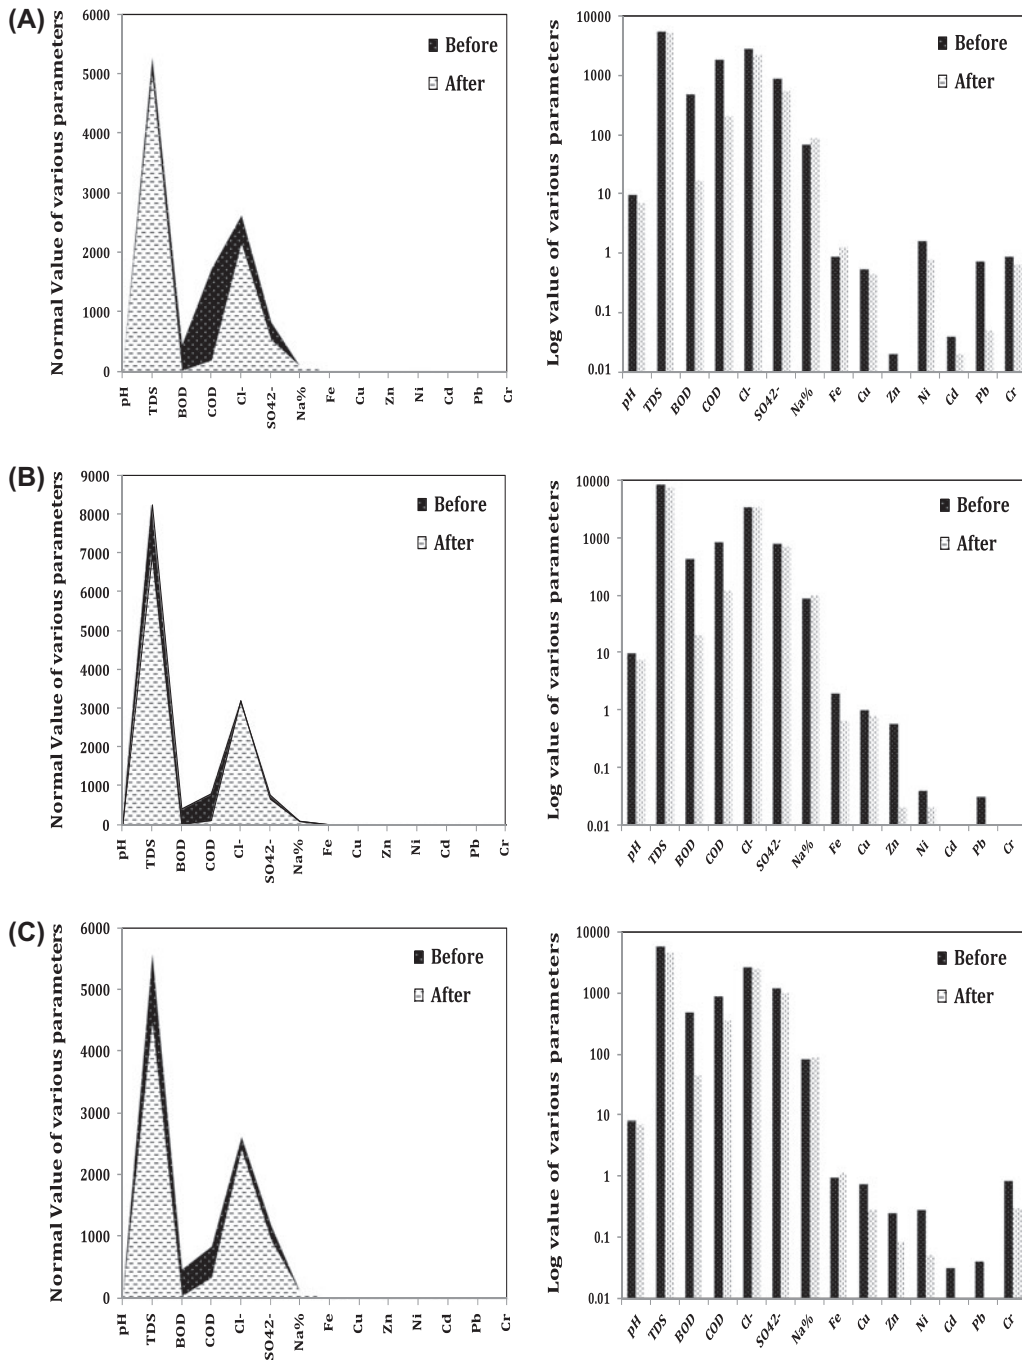 (A)
Normal Value of various parameters
6000
5000
4000
3000
2000
1000
0
Before
After
pH
TDS
BOD
COD
Cl-
SO42-
Na%
Fe
Cu
Zn
Ni
Cd
Pb
Cr
Log value of various parameters
10000
1000
100
10
1
0.1
0.01
Before
After
pH
TDS
BOD
COD
Cl-
SO42-
Na%
Fe
Cu
Zn
Ni
Cd
Pb
Cr
(B)
Normal Value of various parameters
9000
8000
7000
6000
5000
4000
3000
2000
1000
0
Before
After
pH
TDS
BOD
COD
Cl-
SO42-
Na%
Fe
Cu
Zn
Ni
Cd
Pb
Cr
Log value of various parameters
10000
1000
100
10
1
0.1
0.01
Before
After
pH
TDS
BOD
COD
Cl-
SO42-
Na%
Fe
Cu
Zn
Ni
Cd
Pb
Cr
(C)
Normal Value of various parameters
6000
5000
4000
3000
2000
1000
0
Before
After
pH
TDS
BOD
COD
Cl-
SO42-
Na%
Fe
Cu
Zn
Ni
Cd
Pb
Cr
Log value of various parameters
10000
1000
100
10
1
0.1
0.01
Before
After
pH
TDS
BOD
COD
Cl-
SO42-
Na%
Fe
Cu
Zn
Ni
Cd
Pb
Cr